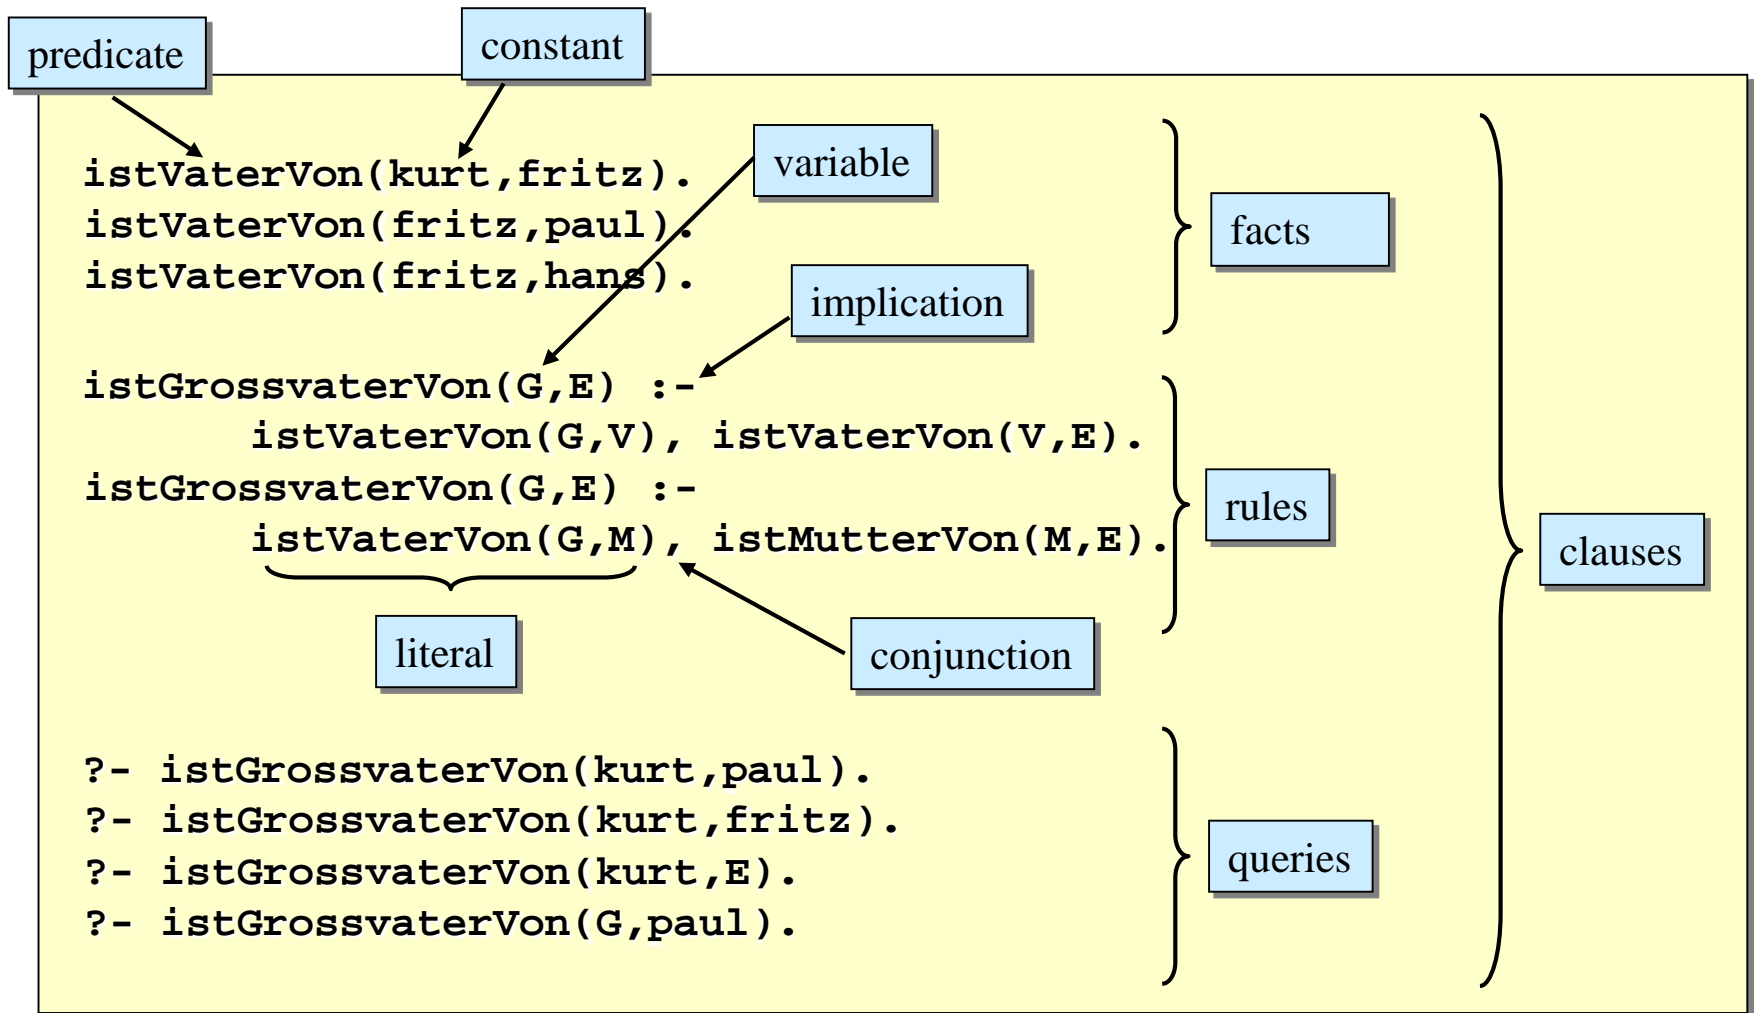 predicate
constant
istVaterVon(kurt,fritz).
variable
istVaterVon(fritz,paul).
facts
istVaterVon(fritz,hans).
implication
istGrossvaterVon(G,E) :-
istVaterVon(G,V), istVaterVon(V,E).
istGrossvaterVon(G,E) :-
rules
istVaterVon(G,M), istMutterVon(M,E).
clauses
literal
conjunction
?- istGrossvaterVon(kurt,paul).
?- istGrossvaterVon(kurt,fritz).
?- istGrossvaterVon(kurt,E).
queries
?- istGrossvaterVon(G,paul).